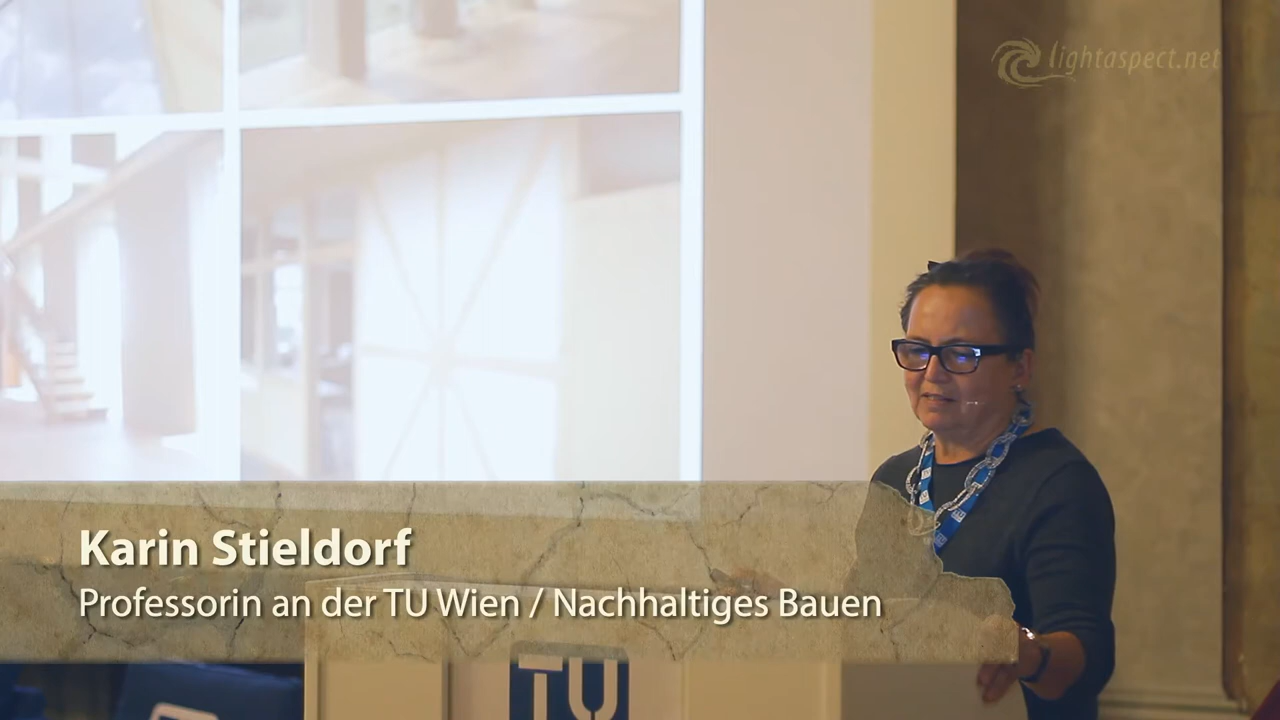 lightaspect.net
Karin Stieldorf
Professorin an der TU Wien / Nachhaltiges Bauen
TU